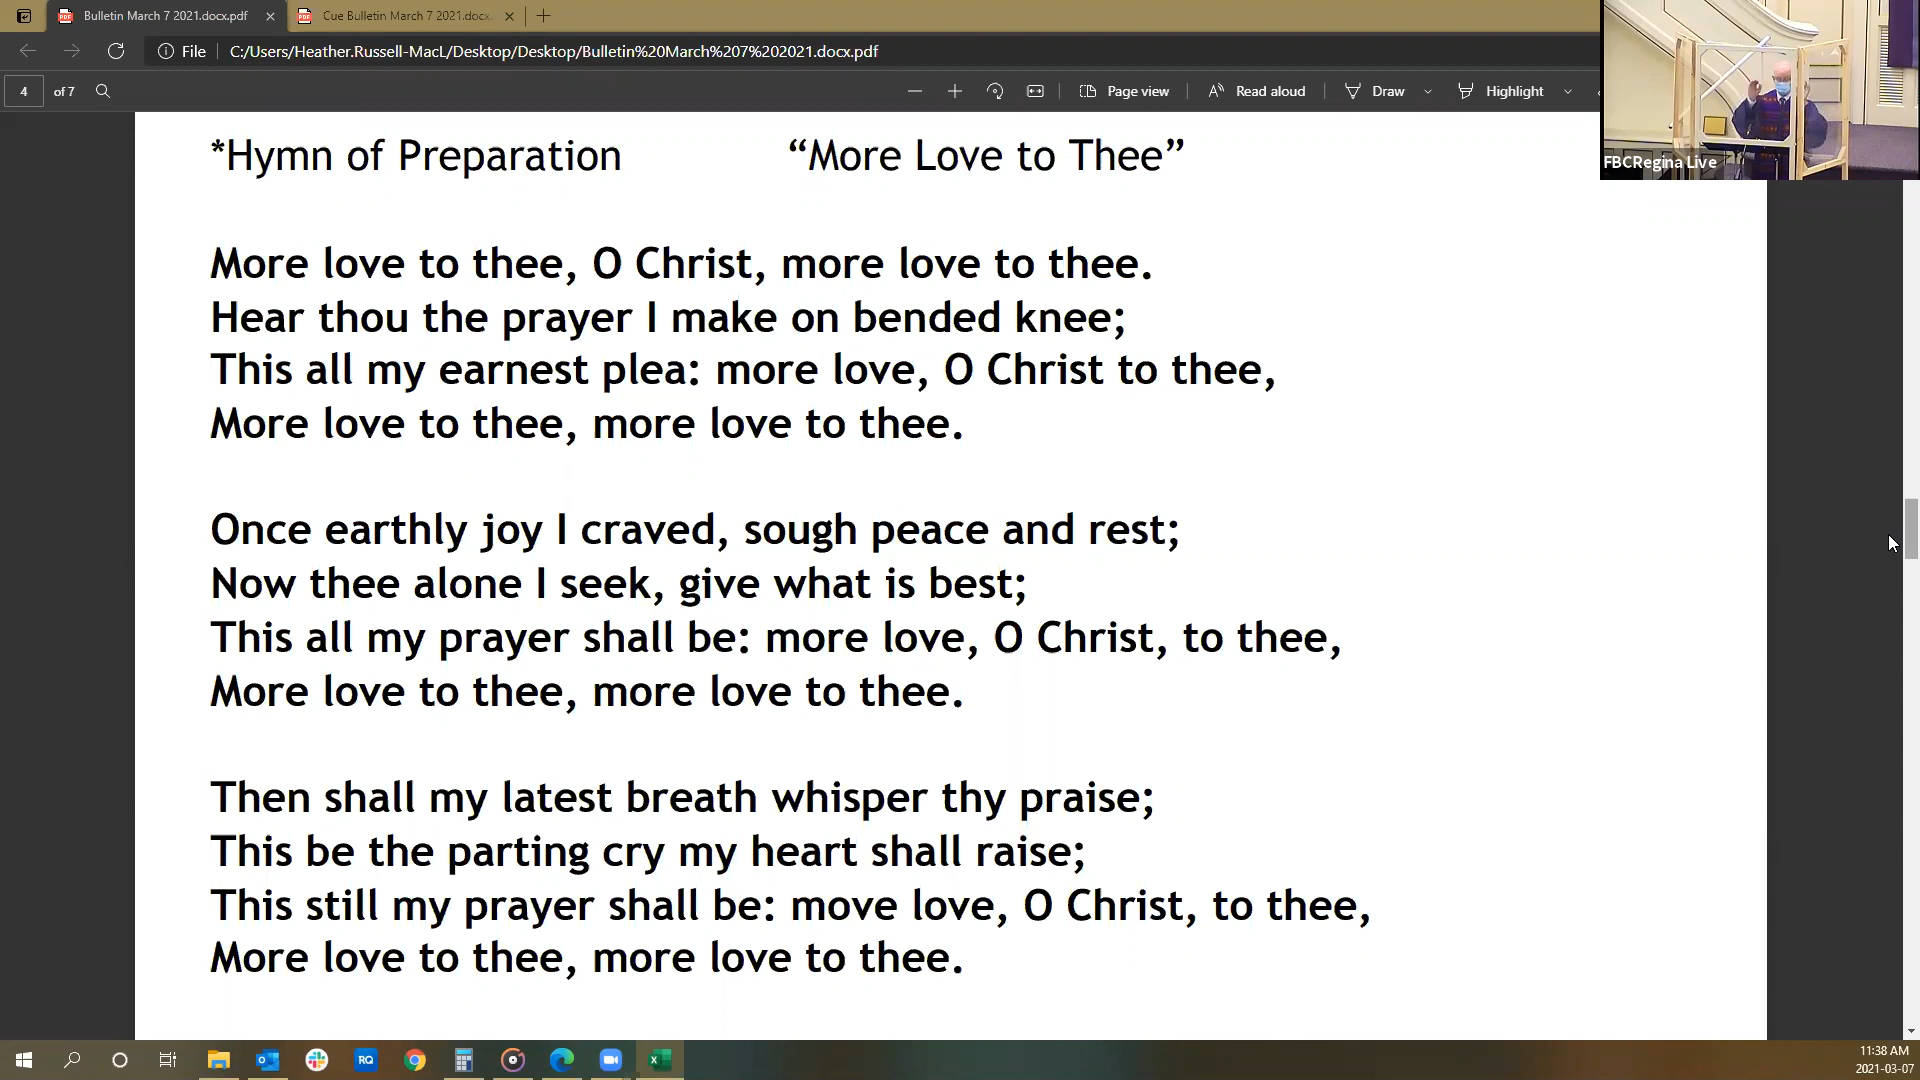 Bulletin March 7 2021.docx.pdf
Cue Bulletin March 7 2021.docx.
File
C:/Users/Heather.Russell-MacL/Desktop/Desktop/Bulletin%20March%207%202021.docx.pdf
4 of 7
Page view
Read aloud
Draw
Highlight
FBCRegina Live
*Hymn of Preparation “More Love to Thee”
More love to thee, O Christ, more love to thee.
Hear thou the prayer I make on bended knee;
This all my earnest plea: more love, O Christ to thee,
More love to thee, more love to thee.
Once earthly joy I craved, sough peace and rest;
Now thee alone I seek, give what is best;
This all my prayer shall be: more love, O Christ, to thee,
More love to thee, more love to thee.
Then shall my latest breath whisper thy praise;
This be the parting cry my heart shall raise;
This still my prayer shall be: move love, O Christ, to thee,
More love to thee, more love to thee.
RQ
11:38 AM
2021-03-07